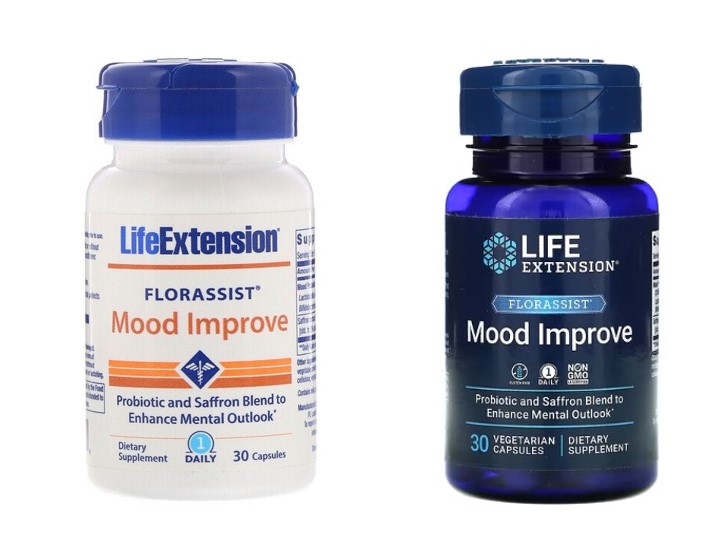 LifeExtension®
FLORASSIST®
Mood Improve
Probiotic and Saffron Blend to
Enhance Mental Outlook*
Dietary
Supplement
1
DAILY
30 Capsules
LIFE
EXTENSION®
FLORASSIST®
Mood Improve
1
DAILY
NON
GMO
Probiotic and Saffron Blend to
Enhance Mental Outlook*
30 VEGETARIAN
CAPSULES
DIETARY
SUPPLEMENT